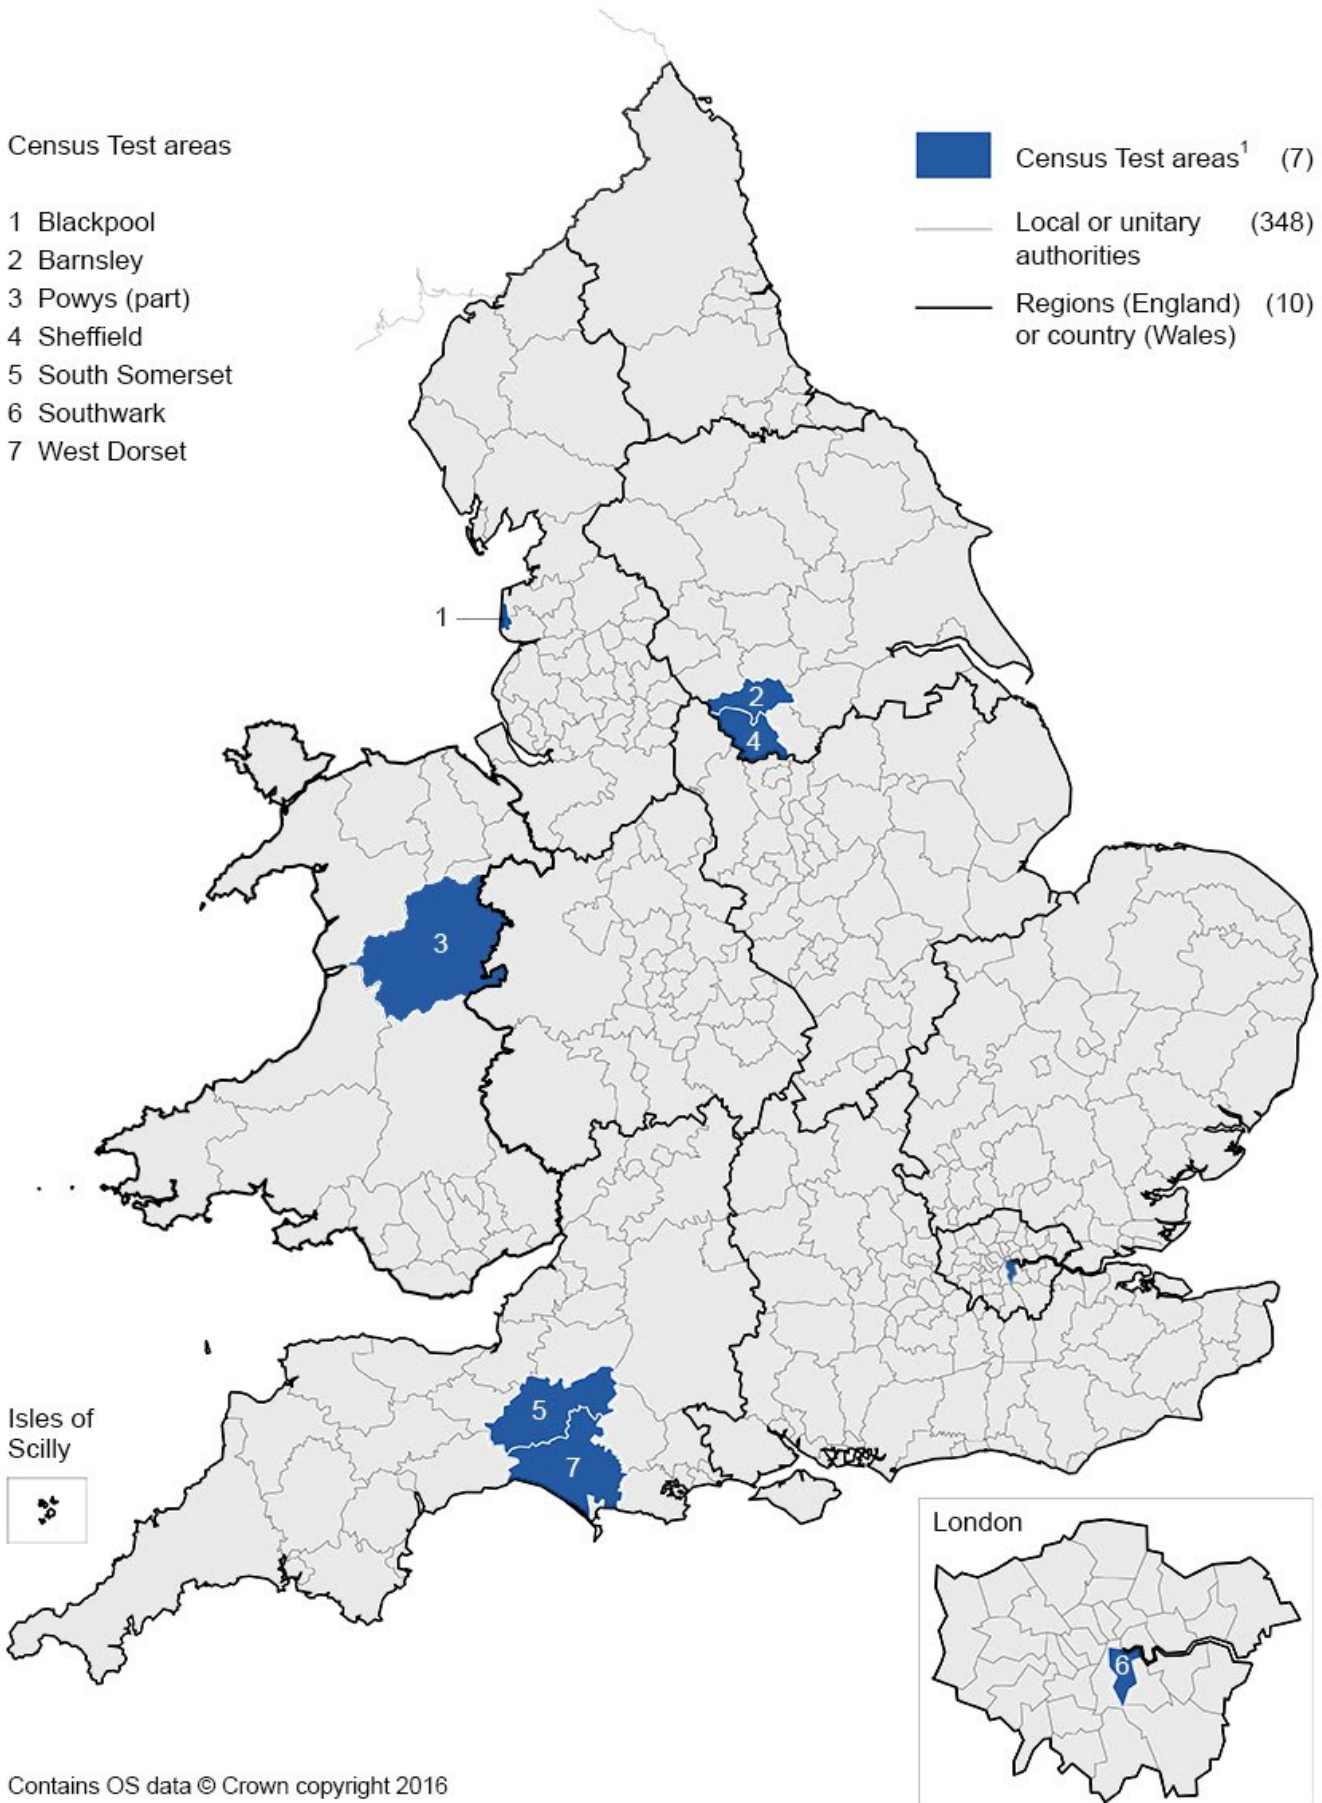 Census Test areas
1 Blackpool
2 Barnsley
3 Powys (part)
4 Sheffield
5 South Somerset
6 Southwark
7 West Dorset
Census Test areas¹ (7)
Local or unitary (348)
authorities
Regions (England) (10)
or country (Wales)
1
2
4
3
5
7
Isles of
Scilly
London
6
Contains OS data © Crown copyright 2016